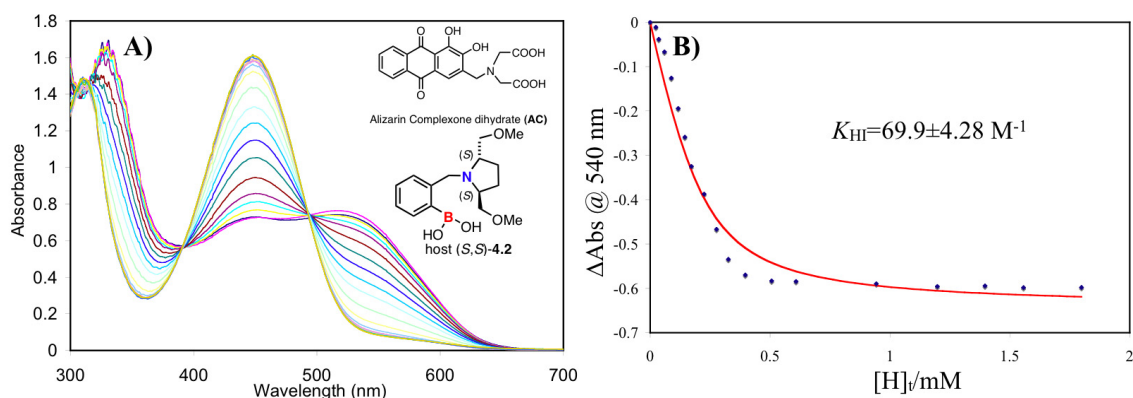 A)
1.8
1.6
1.4
1.2
1
0.8
0.6
0.4
0.2
0
Absorbance
300
400
500
600
700
Wavelength (nm)
O
OH
OH
COOH
N
COOH
O
Alizarin Complexone dihydrate (AC)
OMe
(S)
N
(S)
B
OMe
HO
OH
host (S,S)-4.2
B)
0
-0.1
-0.2
-0.3
-0.4
-0.5
-0.6
-0.7
ΔAbs @ 540 nm
K_HI=69.9±4.28 M⁻¹
0
0.5
1
1.5
2
[H]ₜ/mM